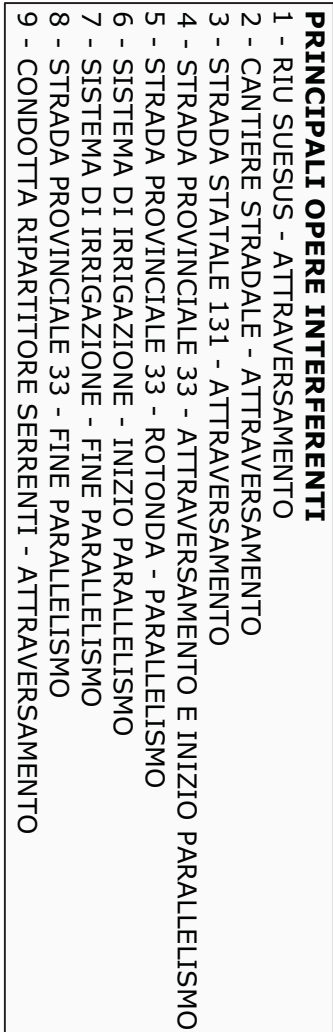 PRINCIPALI OPERE INTERFERENTI
1 - RIU SUESUS - ATTRAVERSAMENTO
2 - CANTIERE STRADALE - ATTRAVERSAMENTO
3 - STRADA STATALE 131 - ATTRAVERSAMENTO
4 - STRADA PROVINCIALE 33 - ATTRAVERSAMENTO E INIZIO PARALLELISMO
5 - STRADA PROVINCIALE 33 - ROTONDA - PARALLELISMO
6 - SISTEMA DI IRRIGAZIONE - INIZIO PARALLELISMO
7 - SISTEMA DI IRRIGAZIONE - FINE PARALLELISMO
8 - STRADA PROVINCIALE 33 - FINE PARALLELISMO
9 - CONDOTTA RIPARTITORE SERRENTI - ATTRAVERSAMENTO